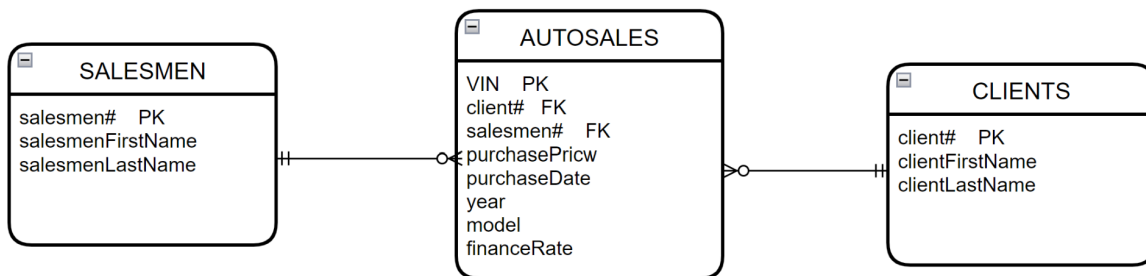 SALESMEN
salesmen# PK
salesmenFirstName
salesmenLastName
AUTOSALES
VIN PK
client# FK
salesmen# FK
purchasePricw
purchaseDate
year
model
financeRate
CLIENTS
client# PK
clientFirstName
clientLastName